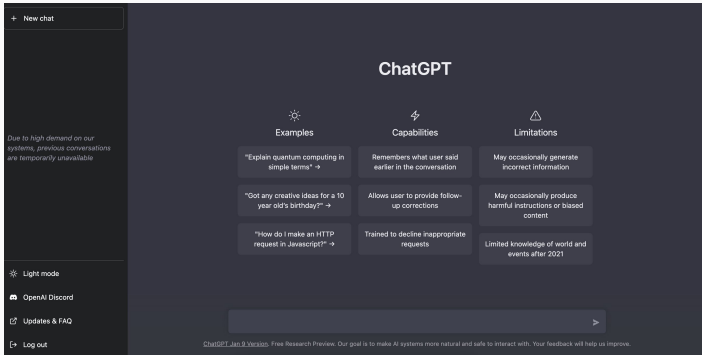 + New chat
Due to high demand on our
systems, previous conversations
are temporarily unavailable
Light mode
OpenAI Discord
Updates & FAQ
Log out
ChatGPT
Examples
"Explain quantum computing in
simple terms" →
"Got any creative ideas for a 10
year old's birthday?" →
"How do I make an HTTP
request in Javascript?" →
Capabilities
Remembers what user said
earlier in the conversation
Allows user to provide follow-
up corrections
Trained to decline inappropriate
requests
Limitations
May occasionally generate
incorrect information
May occasionally produce
harmful instructions or biased
content
Limited knowledge of world and
events after 2021
ChatGPT Jan 9 Version. Free Research Preview. Our goal is to make AI systems more natural and safe to interact with. Your feedback will help us improve.